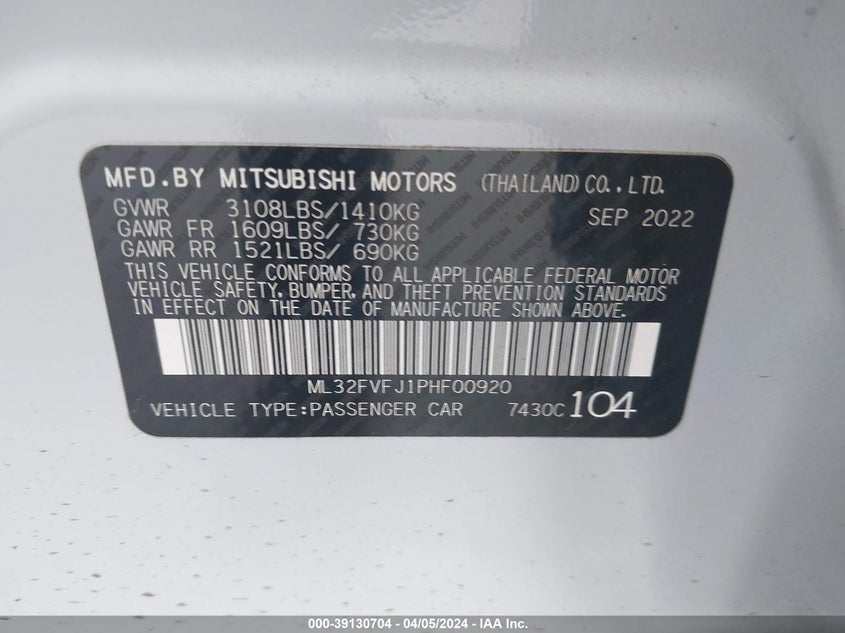 MFD.BY MITSUBISHI MOTORS (THAILAND) CO., LTD.
GVWR 3108LBS/1410KG SEP 2022
GAWR FR 1609LBS/ 730KG
GAWR RR 1521LBS/ 690KG
THIS VEHICLE CONFORMS TO ALL APPLICABLE FEDERAL MOTOR
VEHICLE SAFETY, BUMPER, AND THEFT PREVENTION STANDARDS
IN EFFECT ON THE DATE OF MANUFACTURE SHOWN ABOVE.
ML32FVFJ1PHF00920
VEHICLE TYPE:PASSENGER CAR 7430C 104
000-39130704 / 04/05/2024 - IAA Inc.